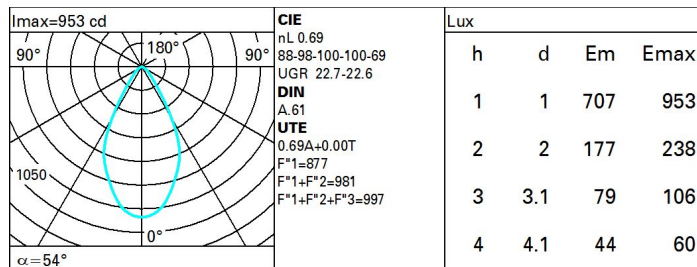 Imax=953 cd
90°
180°
90°
1050
0°
α=54°
CIE
nL 0.69
88-98-100-100-69
UGR 22.7-22.6
DIN
A.61
UTE
0.69A+0.00T
F"1=877
F"1+F"2=981
F"1+F"2+F"3=997
Lux
h d Em Emax
1 1 707 953
2 2 177 238
3 3.1 79 106
4 4.1 44 60